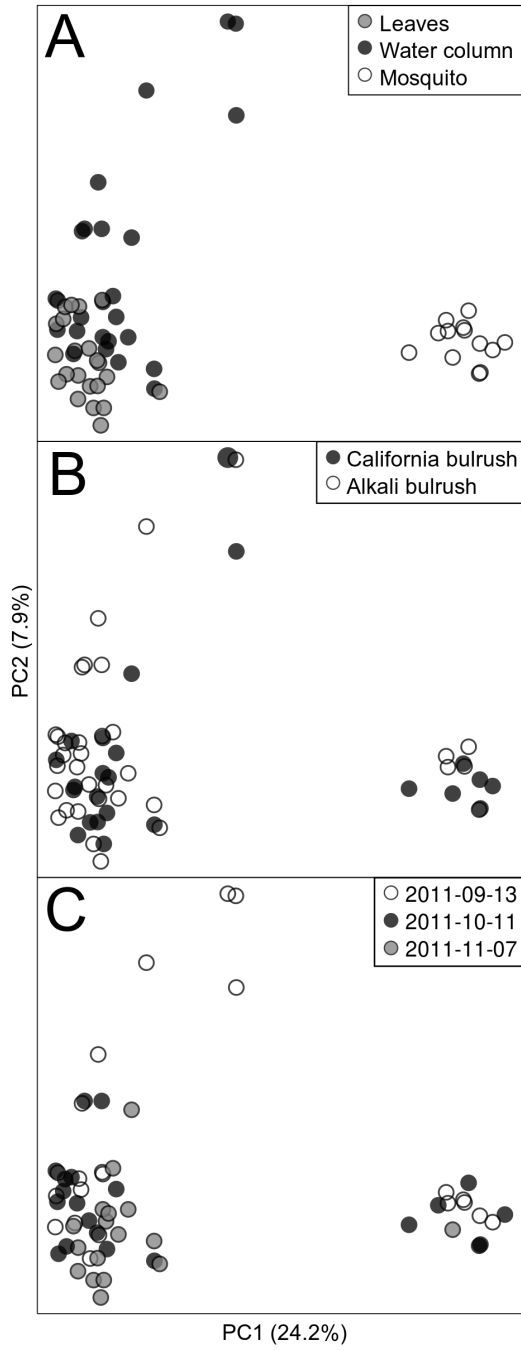 A
Leaves
Water column
Mosquito
B
California bulrush
Alkali bulrush
PC2 (7.9%)
C
2011-09-13
2011-10-11
2011-11-07
PC1 (24.2%)